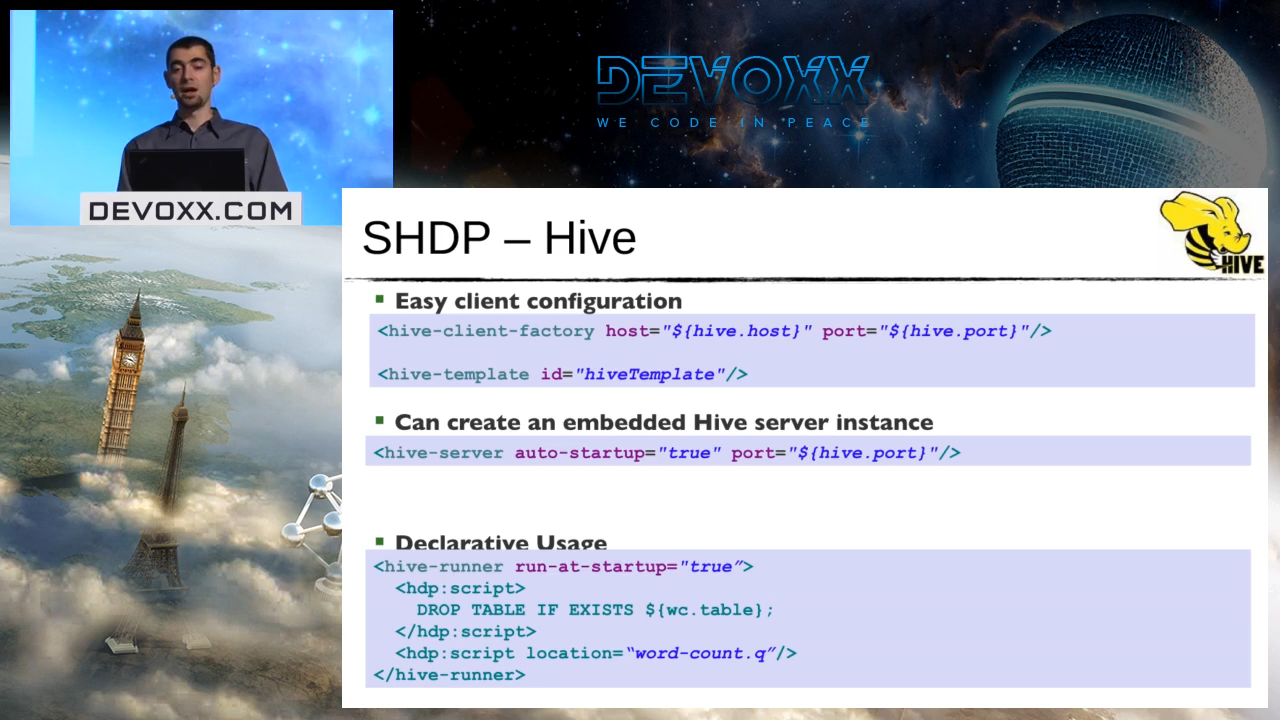 DEVOXX
WE CODE IN PEACE
DEVOXX.COM
SHDP – Hive
HIVE
Easy client configuration
<hive-client-factory host="${hive.host}" port="${hive.port}"/>
<hive-template id="hiveTemplate"/>
Can create an embedded Hive server instance
<hive-server auto-startup="true" port="${hive.port}"/>
Declarative Usage
<hive-runner run-at-startup="true”>
<hdp:script>
DROP TABLE IF EXISTS ${wc.table};
</hdp:script>
<hdp:script location=“word-count.q”/>
</hive-runner>